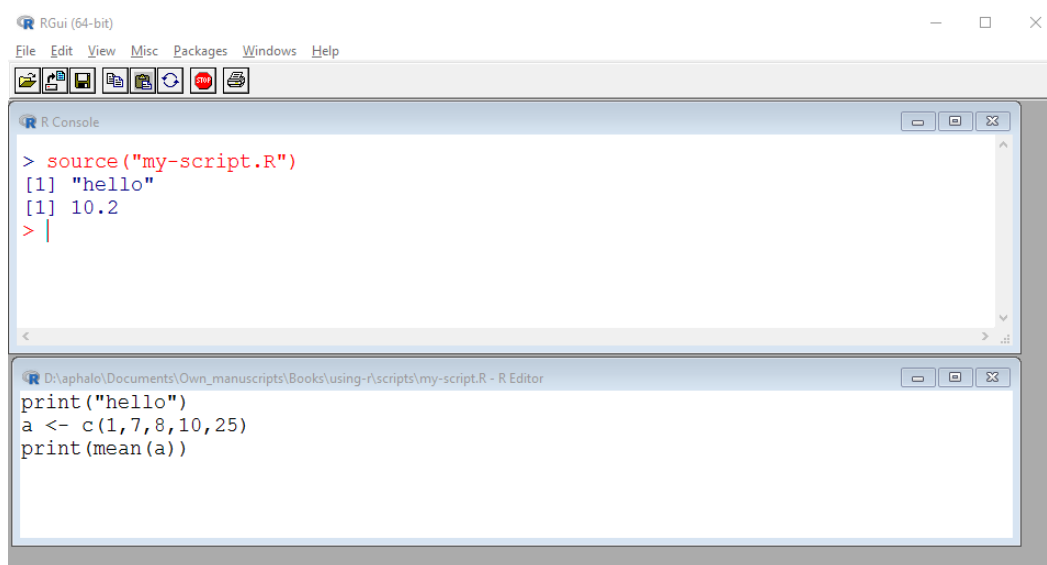 RGui (64-bit)
File Edit View Misc Packages Windows Help
STOP
R Console
> source("my-script.R")
[1] "hello"
[1] 10.2
>
D:\aphalo\Documents\Own_manuscripts\Books\using-r\scripts\my-script.R - R Editor
print("hello")
a <- c(1,7,8,10,25)
print(mean(a))